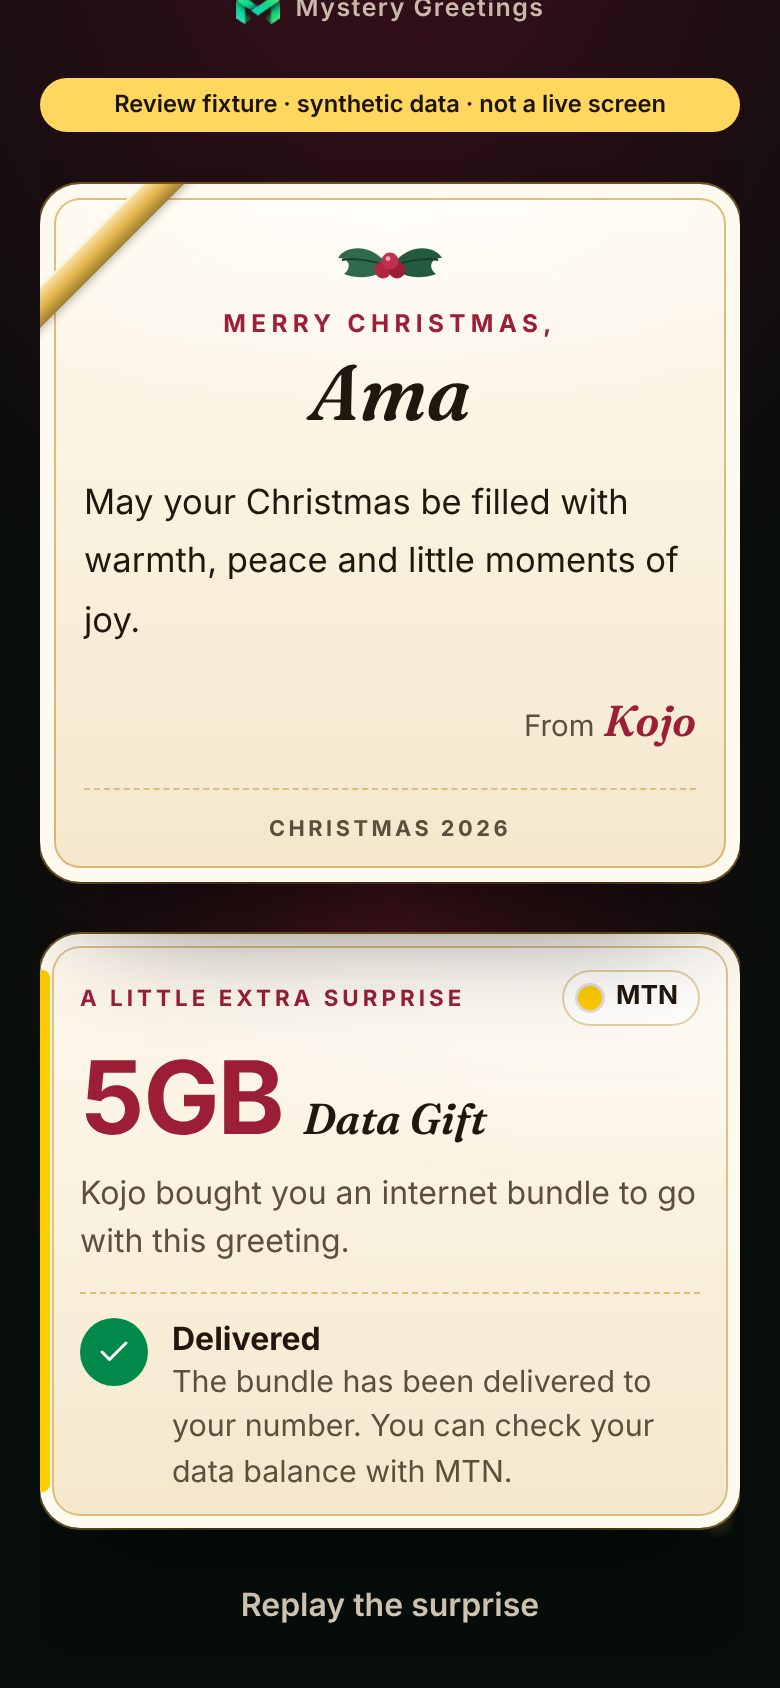 Mystery Greetings
Review fixture · synthetic data · not a live screen
MERRY CHRISTMAS,
Ama
May your Christmas be filled with
warmth, peace and little moments of
joy.
From Kojo
CHRISTMAS 2026
A LITTLE EXTRA SURPRISE
MTN
5GB Data Gift
Kojo bought you an internet bundle to go
with this greeting.
Delivered
The bundle has been delivered to
your number. You can check your
data balance with MTN.
Replay the surprise